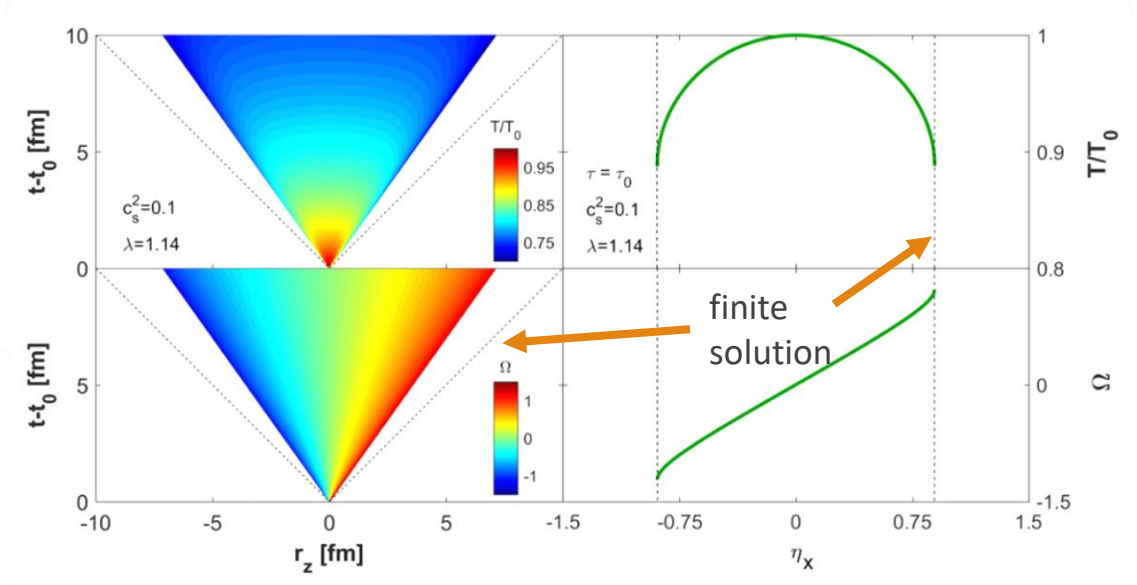 10
5
0
t-t0 [fm]
c_s^2=0.1
λ=1.14
T/T0
0.95
0.85
0.75
τ = τ0
c_s^2=0.1
λ=1.14
1
0.9
0.8
T/T0
5
0
t-t0 [fm]
Ω
1
0
-1
finite
solution
0
-1.5
Ω
-10
-5
0
5
r_z [fm]
-1.5
-0.75
0
0.75
1.5
η_x